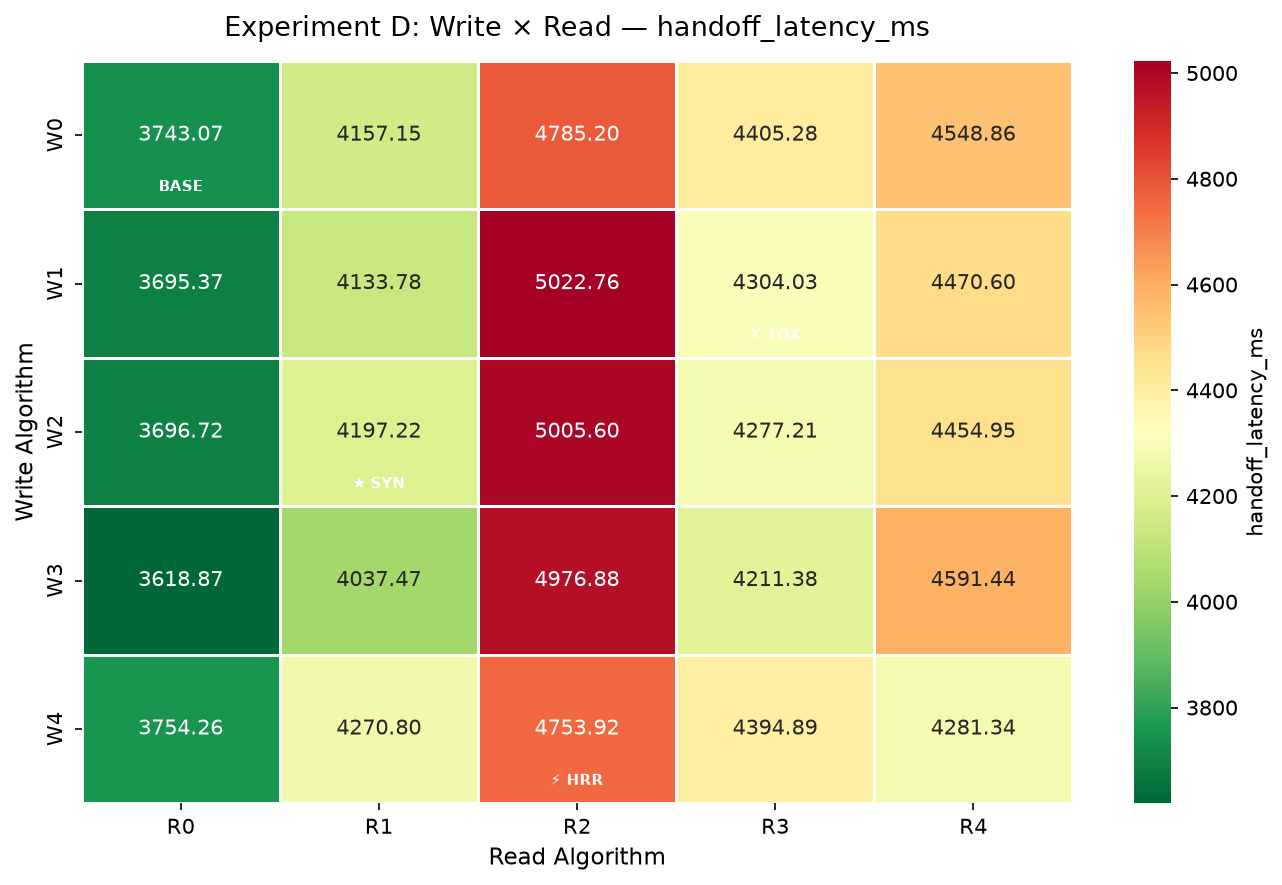 Experiment D: Write × Read — handoff_latency_ms
W0 3743.07 4157.15 4785.20 4405.28 4548.86
BASE
W1 3695.37 4133.78 5022.76 4304.03 4470.60
✗ TOX
W2 3696.72 4197.22 5005.60 4277.21 4454.95
★ SYN
W3 3618.87 4037.47 4976.88 4211.38 4591.44
W4 3754.26 4270.80 4753.92 4394.89 4281.34
⚡ HRR
R0 R1 R2 R3 R4
Read Algorithm
Write Algorithm
5000
4800
4600
4400
4200
4000
3800
handoff_latency_ms